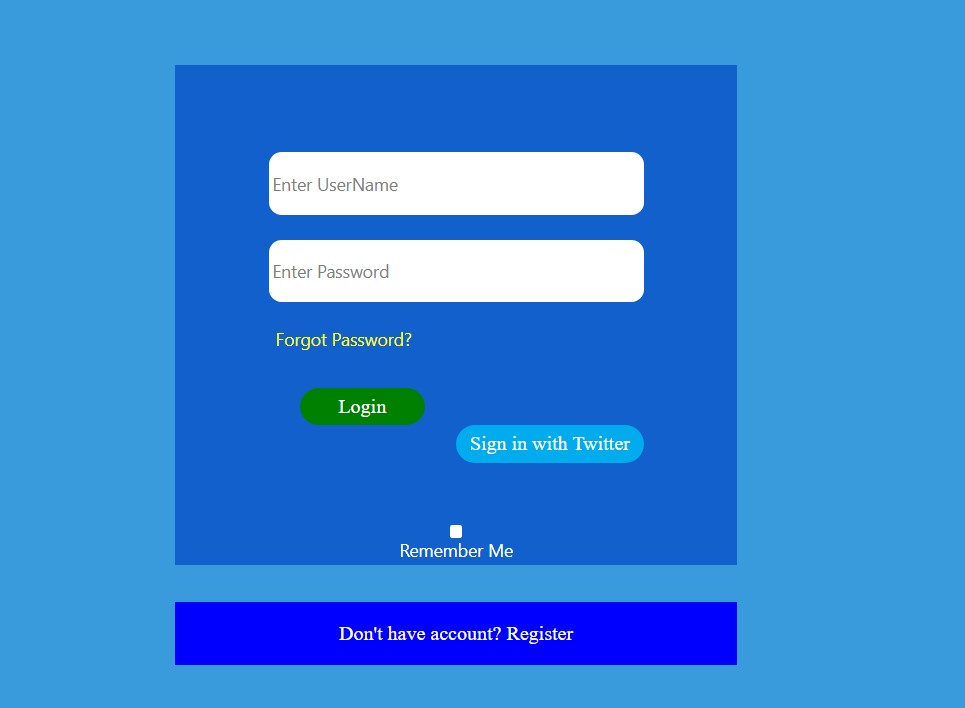 Enter UserName
Enter Password
Forgot Password?
Login
Sign in with Twitter
Remember Me
Don't have account? Register